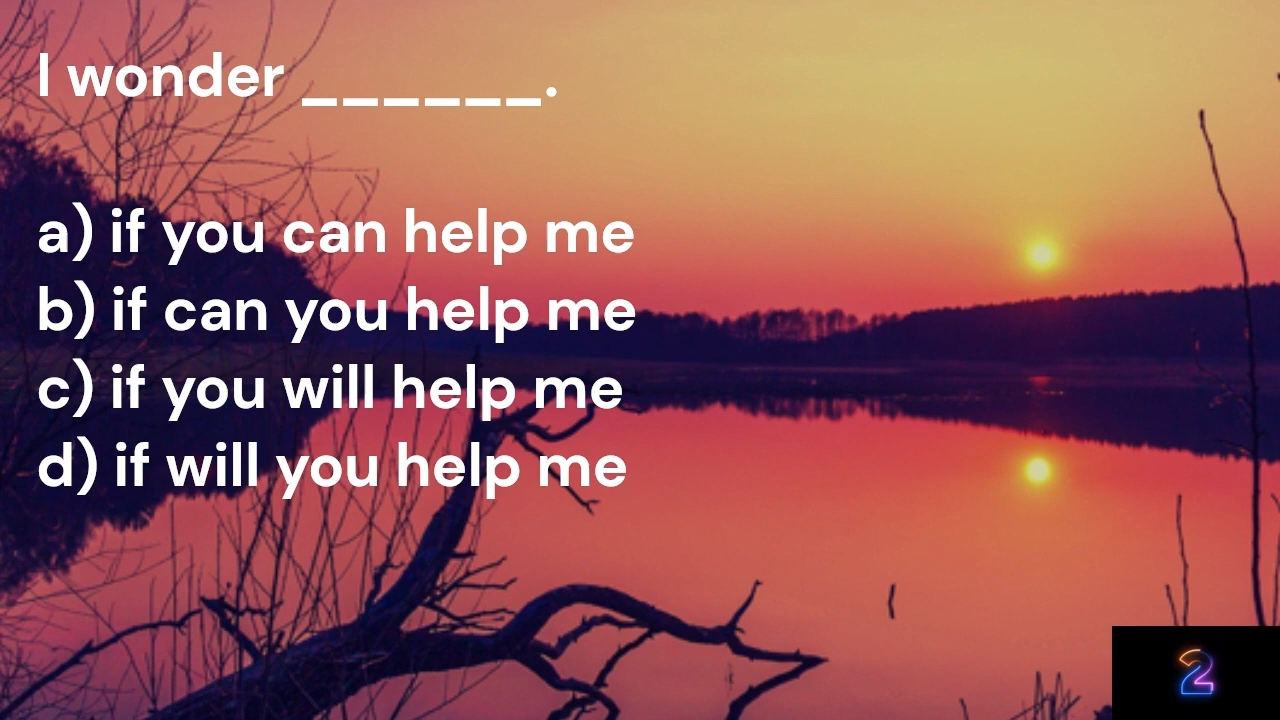 I wonder ______.
a) if you can help me
b) if can you help me
c) if you will help me
d) if will you help me
2